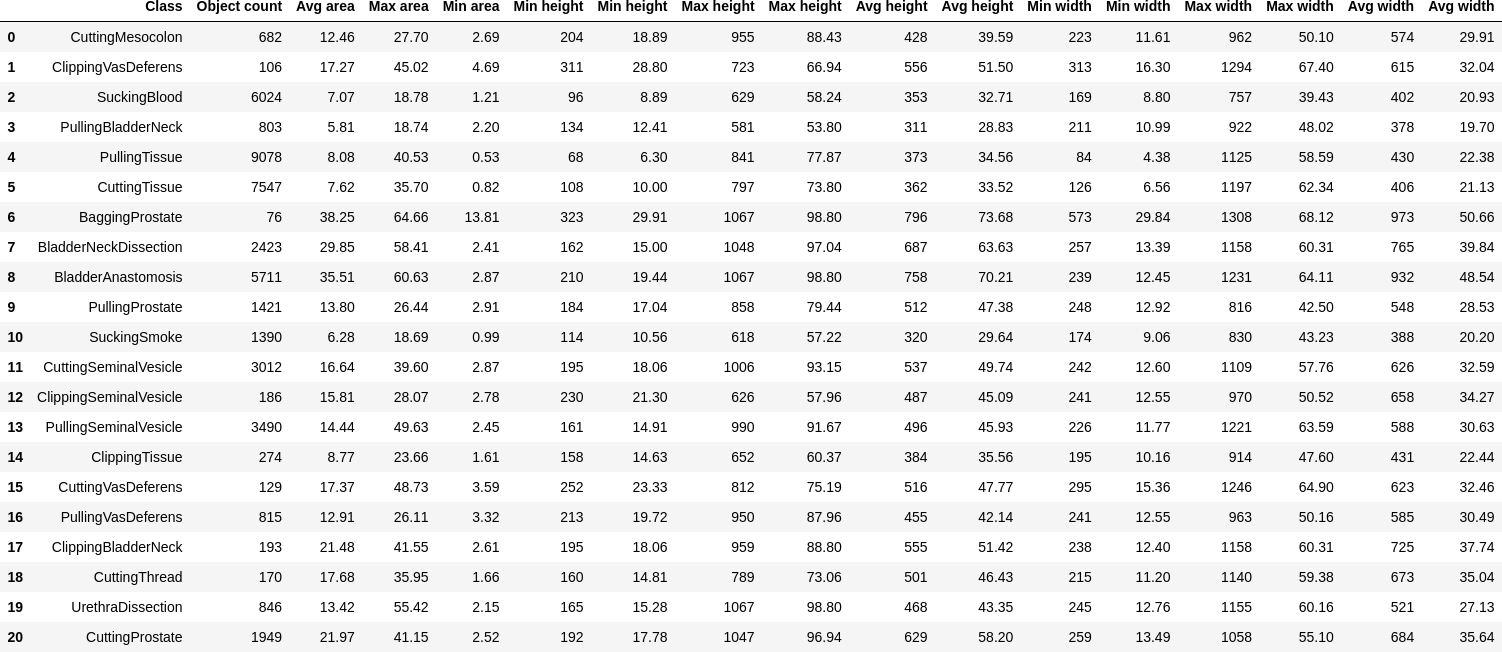 Class Object count Avg area Max area Min area Min height Min height Max height Max height Avg height Avg height Min width Min width Max width Max width Avg width Avg width
0 CuttingMesocolon 682 12.46 27.70 2.69 204 18.89 955 88.43 428 39.59 223 11.61 962 50.10 574 29.91
1 ClippingVasDeferens 106 17.27 45.02 4.69 311 28.80 723 66.94 556 51.50 313 16.30 1294 67.40 615 32.04
2 SuckingBlood 6024 7.07 18.78 1.21 96 8.89 629 58.24 353 32.71 169 8.80 757 39.43 402 20.93
3 PullingBladderNeck 803 5.81 18.74 2.20 134 12.41 581 53.80 311 28.83 211 10.99 922 48.02 378 19.70
4 PullingTissue 9078 8.08 40.53 0.53 68 6.30 841 77.87 373 34.56 84 4.38 1125 58.59 430 22.38
5 CuttingTissue 7547 7.62 35.70 0.82 108 10.00 797 73.80 362 33.52 126 6.56 1197 62.34 406 21.13
6 BaggingProstate 76 38.25 64.66 13.81 323 29.91 1067 98.80 796 73.68 573 29.84 1308 68.12 973 50.66
7 BladderNeckDissection 2423 29.85 58.41 2.41 162 15.00 1048 97.04 687 63.63 257 13.39 1158 60.31 765 39.84
8 BladderAnastomosis 5711 35.51 60.63 2.87 210 19.44 1067 98.80 758 70.21 239 12.45 1231 64.11 932 48.54
9 PullingProstate 1421 13.80 26.44 2.91 184 17.04 858 79.44 512 47.38 248 12.92 816 42.50 548 28.53
10 SuckingSmoke 1390 6.28 18.69 0.99 114 10.56 618 57.22 320 29.64 174 9.06 830 43.23 388 20.20
11 CuttingSeminalVesicle 3012 16.64 39.60 2.87 195 18.06 1006 93.15 537 49.74 242 12.60 1109 57.76 626 32.59
12 ClippingSeminalVesicle 186 15.81 28.07 2.78 230 21.30 626 57.96 487 45.09 241 12.55 970 50.52 658 34.27
13 PullingSeminalVesicle 3490 14.44 49.63 2.45 161 14.91 990 91.67 496 45.93 226 11.77 1221 63.59 588 30.63
14 ClippingTissue 274 8.77 23.66 1.61 158 14.63 652 60.37 384 35.56 195 10.16 914 47.60 431 22.44
15 CuttingVasDeferens 129 17.37 48.73 3.59 252 23.33 812 75.19 516 47.77 295 15.36 1246 64.90 623 32.46
16 PullingVasDeferens 815 12.91 26.11 3.32 213 19.72 950 87.96 455 42.14 241 12.55 963 50.16 585 30.49
17 ClippingBladderNeck 193 21.48 41.55 2.61 195 18.06 959 88.80 555 51.42 238 12.40 1158 60.31 725 37.74
18 CuttingThread 170 17.68 35.95 1.66 160 14.81 789 73.06 501 46.43 215 11.20 1140 59.38 673 35.04
19 UrethraDissection 846 13.42 55.42 2.15 165 15.28 1067 98.80 468 43.35 245 12.76 1155 60.16 521 27.13
20 CuttingProstate 1949 21.97 41.15 2.52 192 17.78 1047 96.94 629 58.20 259 13.49 1058 55.10 684 35.64